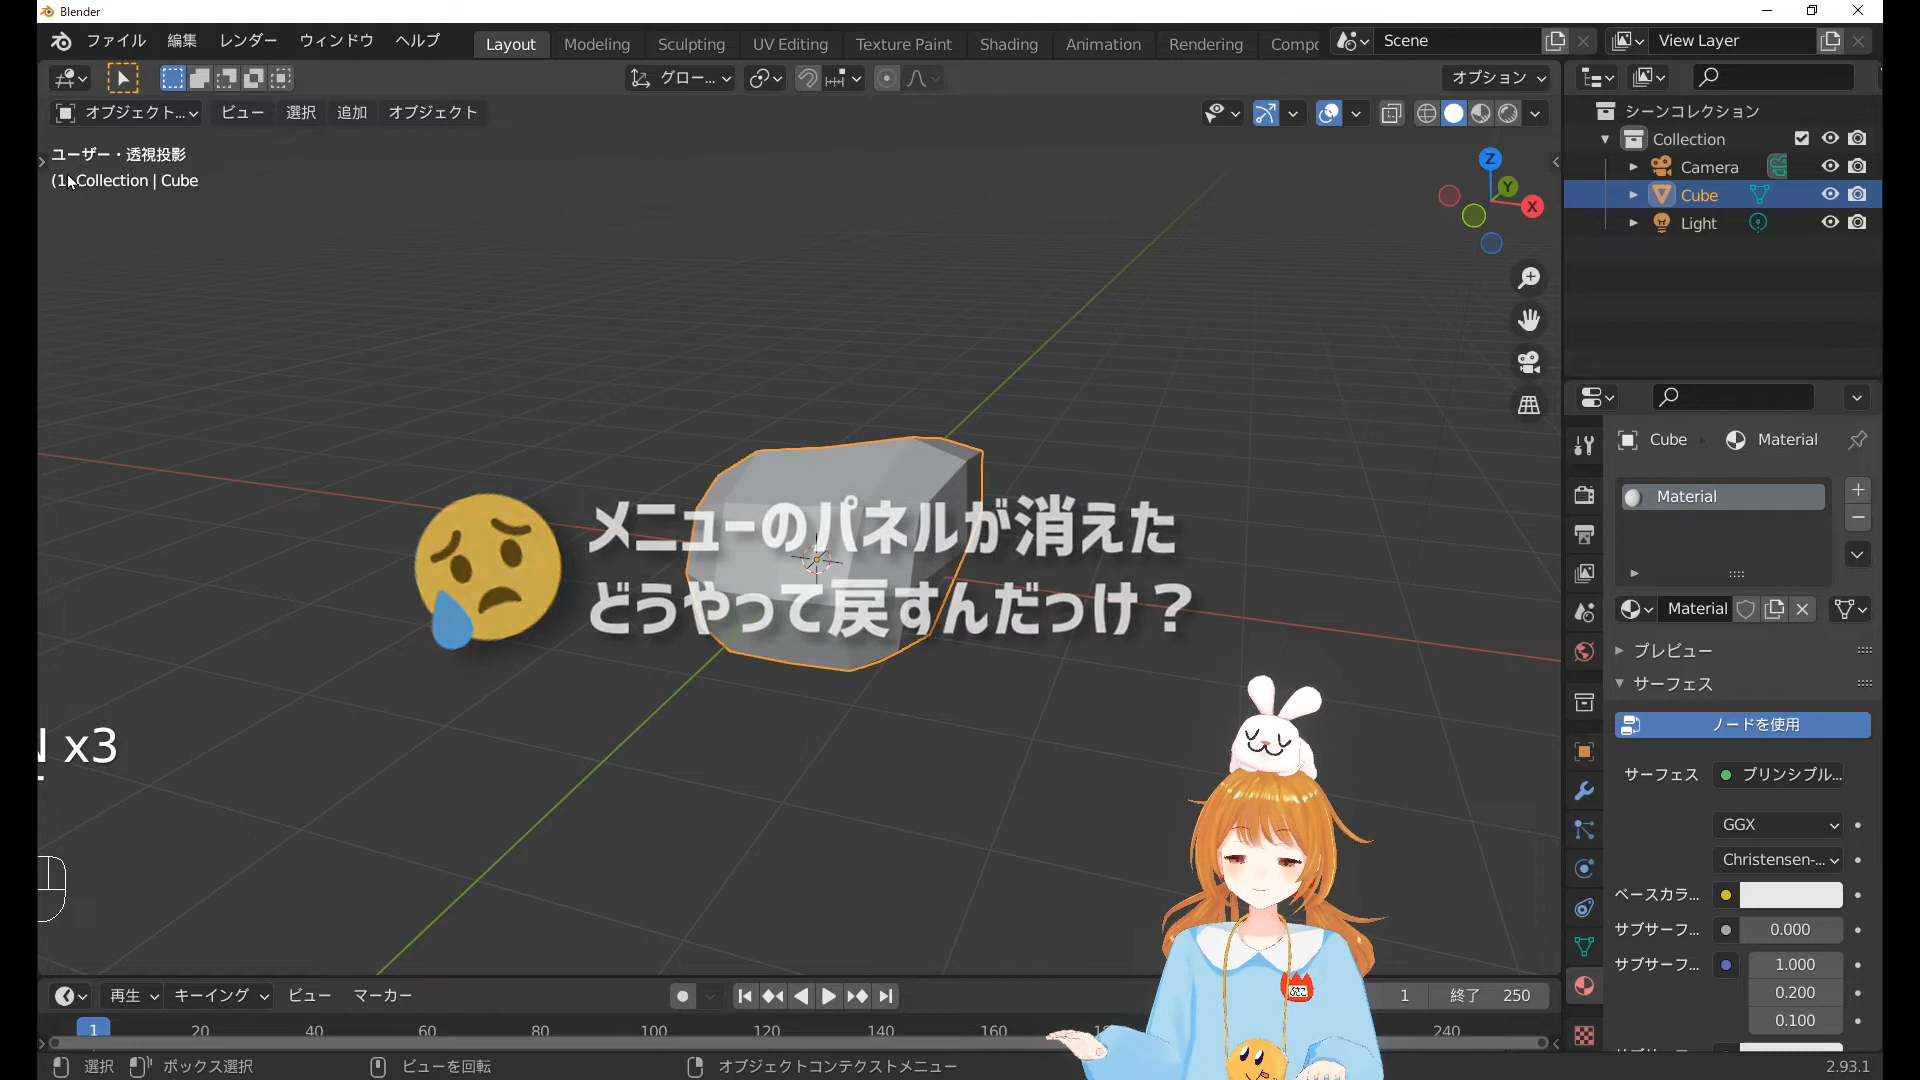 Blender
ファイル 編集 レンダー ウィンドウ ヘルプ Layout Modeling Sculpting UV Editing Texture Paint Shading Animation Rendering Compo Scene View Layer
グロー... オプション
オブジェクト... ビュー 選択 追加 オブジェクト
シーンコレクション
Collection
Camera
Cube
Light
ユーザー・透視投影
(1) Collection | Cube
Z
Y
X
メニューのパネルが消えた
どうやって戻すんだっけ？
N x3
Cube Material
Material
Material
プレビュー
サーフェス
ノードを使用
サーフェス プリンシプル...
GGX
Christensen-...
ベースカラ...
サブサーフ... 0.000
サブサーフ... 1.000
0.200
0.100
再生 キーイング ビュー マーカー 1 終了 250
1 20 40 60 80 100 120 140 160 240
選択 ボックス選択 ビューを回転 オブジェクトコンテクストメニュー 2.93.1